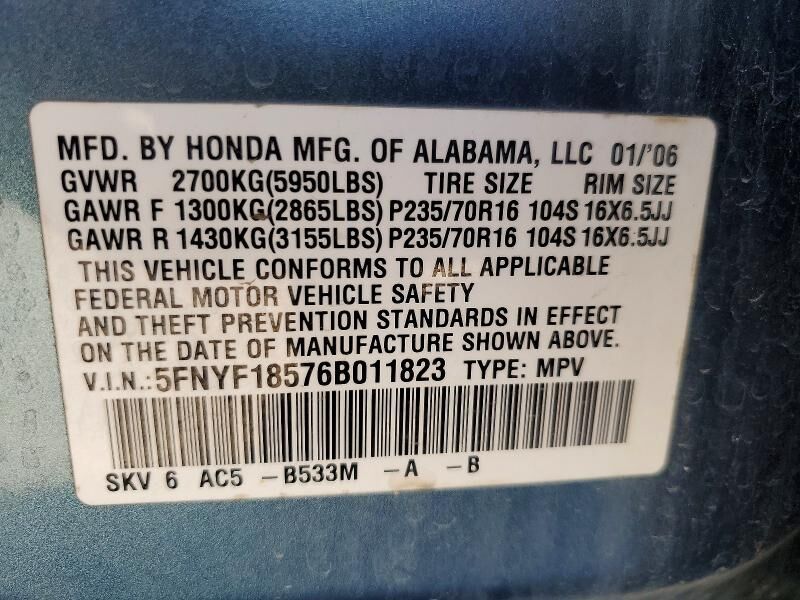 MFD. BY HONDA MFG. OF ALABAMA, LLC 01/'06
GVWR 2700KG(5950LBS) TIRE SIZE RIM SIZE
GAWR F 1300KG(2865LBS) P235/70R16 104S 16X6.5JJ
GAWR R 1430KG(3155LBS) P235/70R16 104S 16X6.5JJ
THIS VEHICLE CONFORMS TO ALL APPLICABLE
FEDERAL MOTOR VEHICLE SAFETY
AND THEFT PREVENTION STANDARDS IN EFFECT
ON THE DATE OF MANUFACTURE SHOWN ABOVE.
V.I.N.: 5FNYF18576B011823 TYPE: MPV
SKV 6 AC5 -B533M -A -B